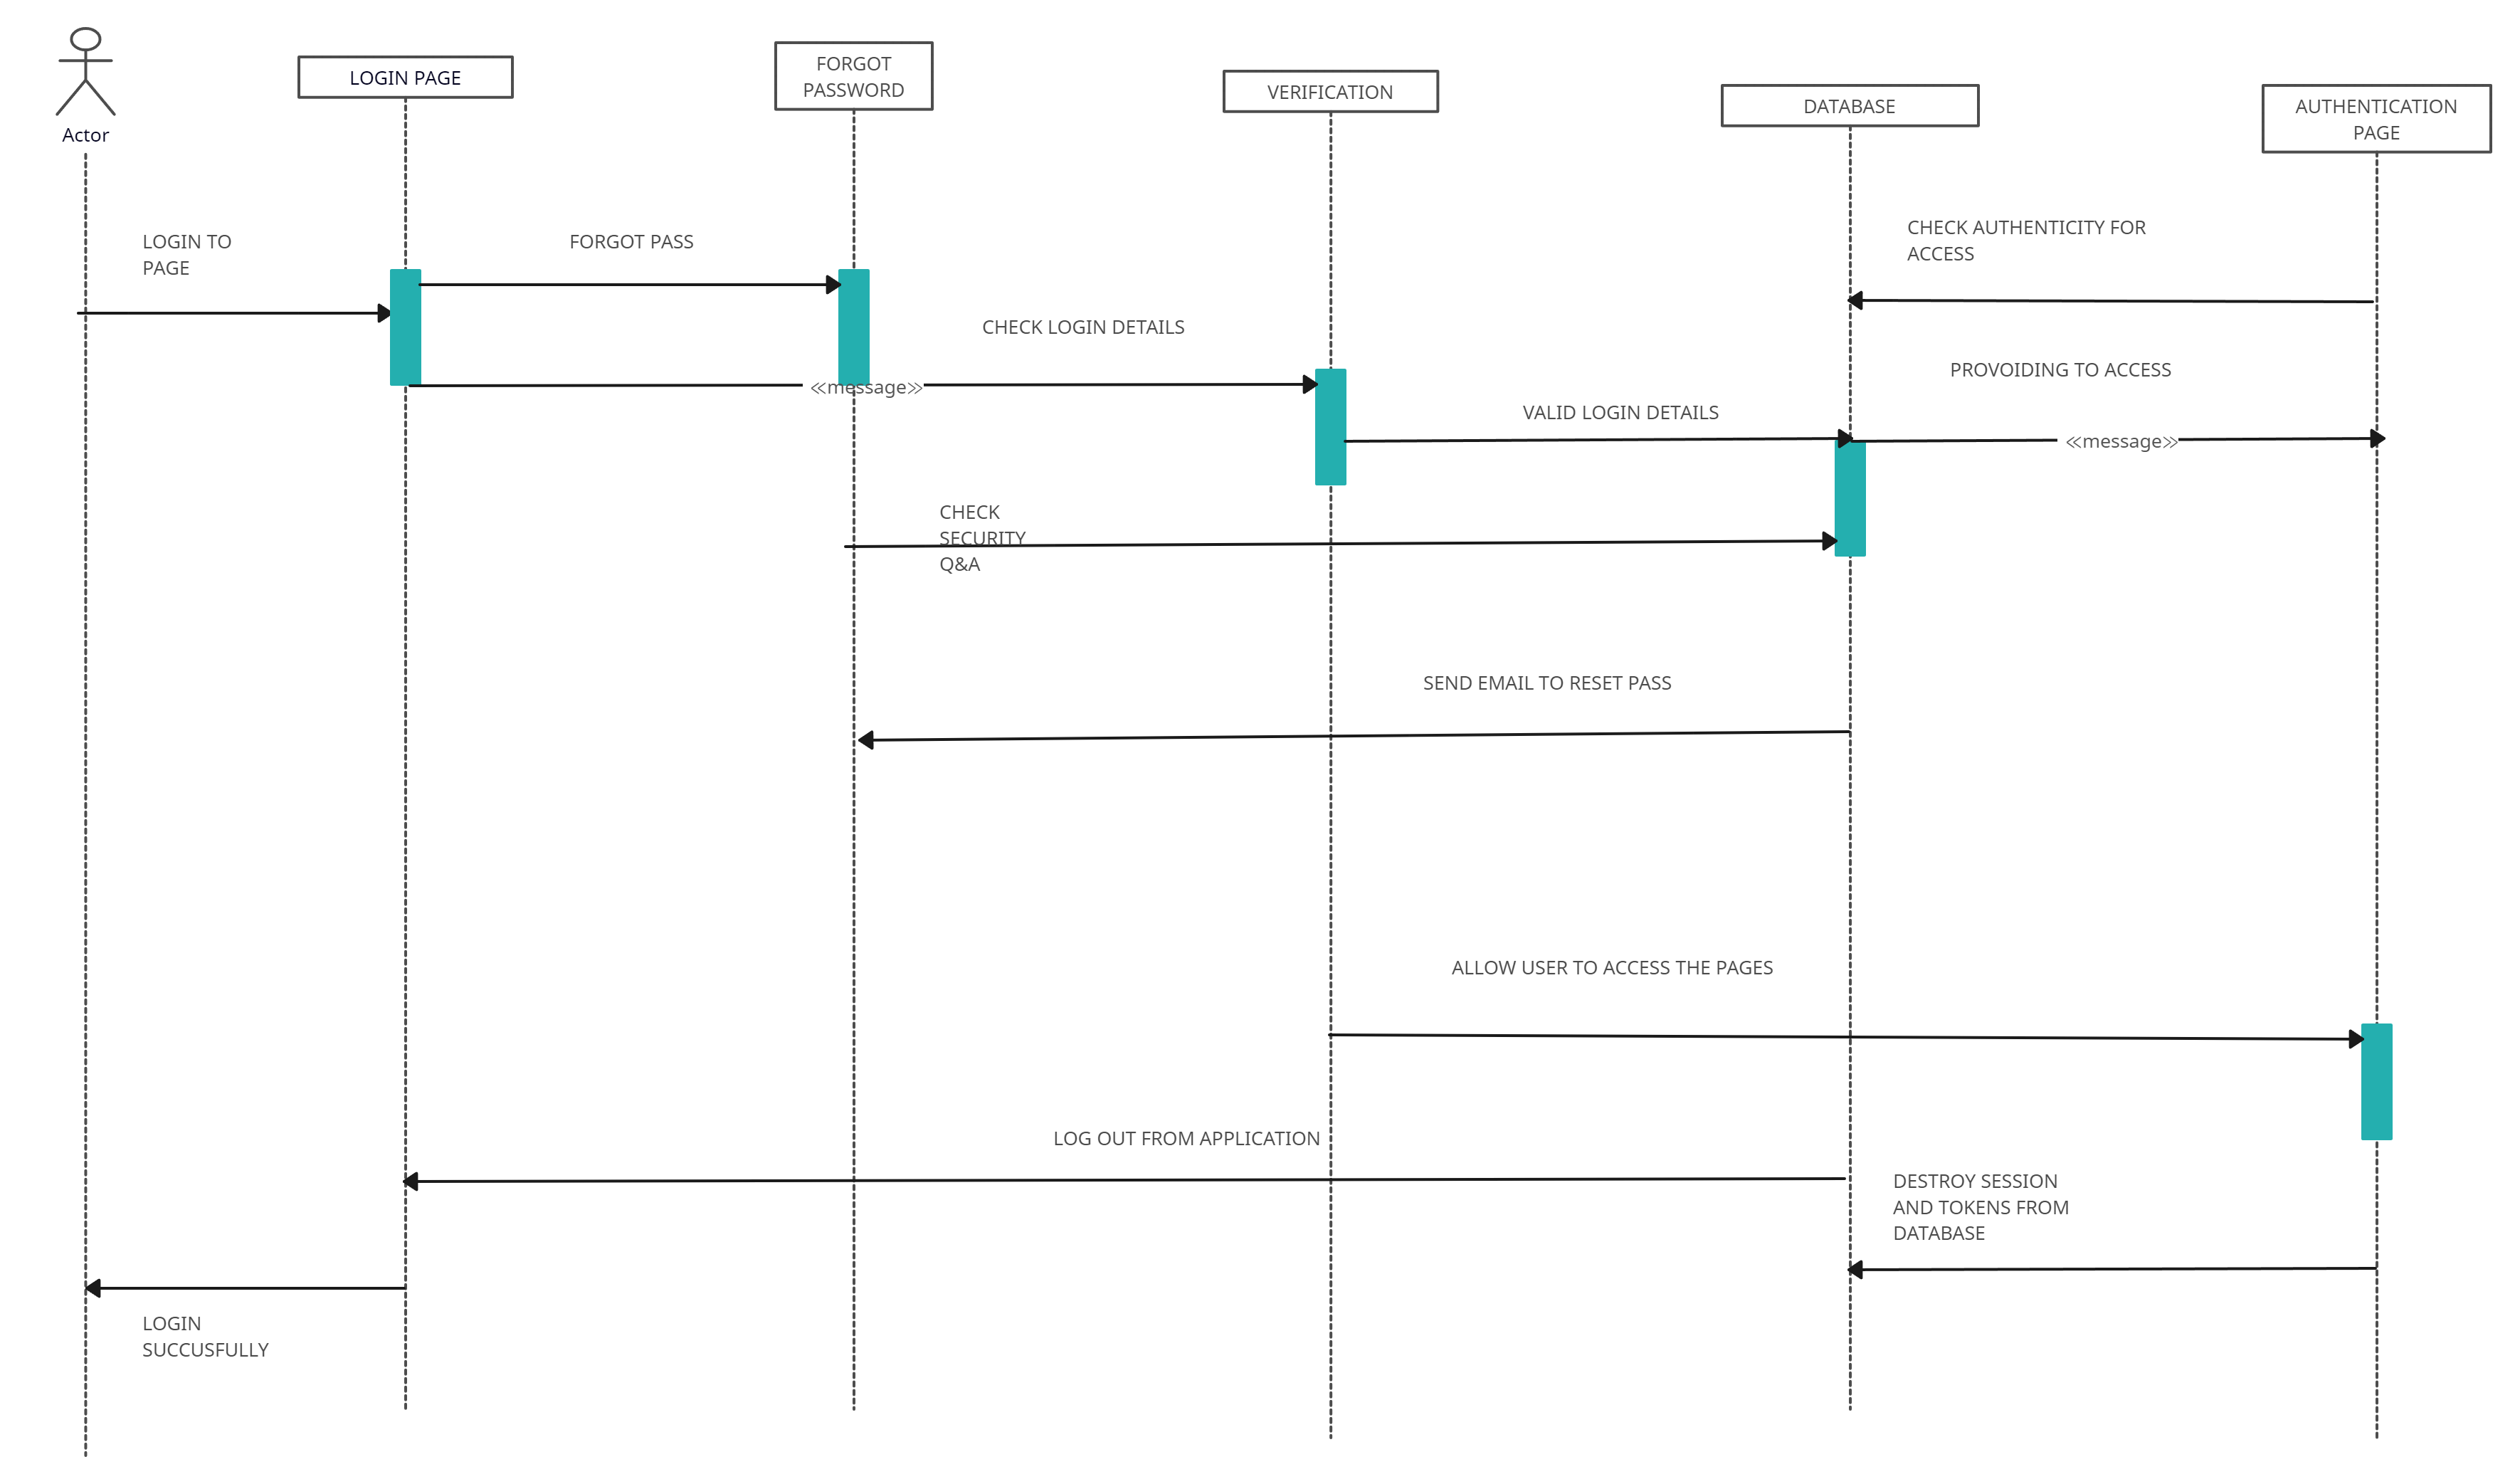 Actor
LOGIN PAGE
FORGOT
PASSWORD
VERIFICATION
DATABASE
AUTHENTICATION
PAGE
LOGIN TO
PAGE
FORGOT PASS
CHECK AUTHENTICITY FOR
ACCESS
CHECK LOGIN DETAILS
≪message≫
PROVOIDING TO ACCESS
VALID LOGIN DETAILS
≪message≫
CHECK
SECURITY
Q&A
SEND EMAIL TO RESET PASS
ALLOW USER TO ACCESS THE PAGES
LOG OUT FROM APPLICATION
DESTROY SESSION
AND TOKENS FROM
DATABASE
LOGIN
SUCCUSFULLY